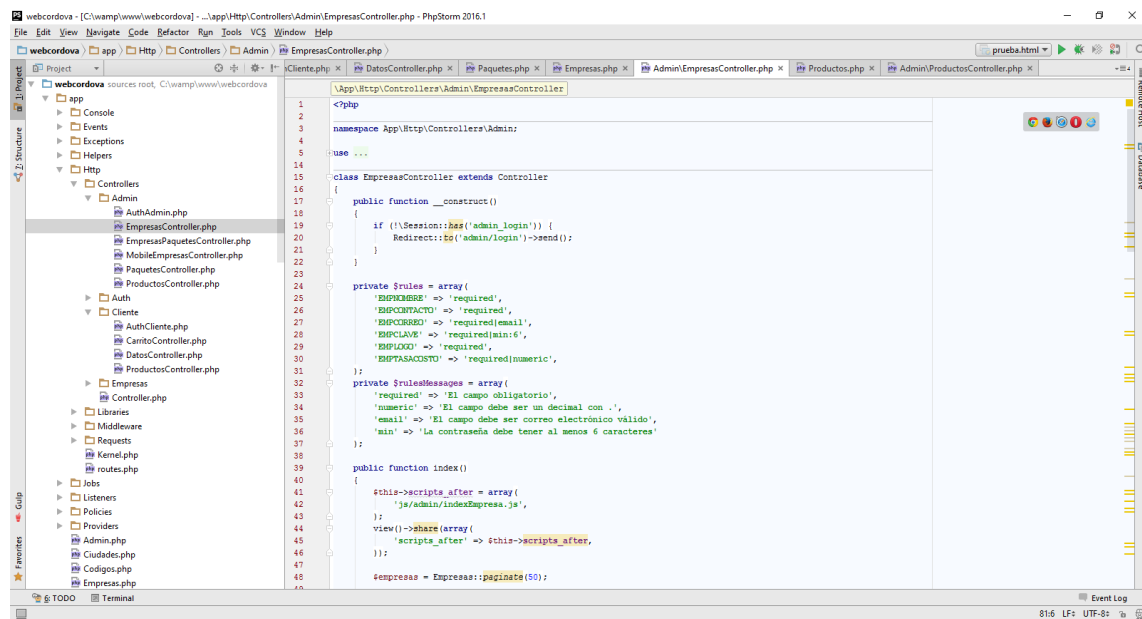 webcordova - [C:\wamp\www\webcordova] - ...\app\Http\Controllers\Admin\EmpresasController.php - PhpStorm 2016.1
File Edit View Navigate Code Refactor Run Tools VCS Window Help
webcordova app Http Controllers Admin EmpresasController.php prueba.html
Project Cliente.php DatosController.php Paquetes.php Empresas.php Admin\EmpresasController.php Productos.php Admin\ProductosController.php
1: Project
Z: Structure
Gulp
Favorites
Remote Host
Database
webcordova sources root, C:\wamp\www\webcordova
app
Console
Events
Exceptions
Helpers
Http
Controllers
Admin
AuthAdmin.php
EmpresasController.php
EmpresasPaquetesController.php
MobileEmpresasController.php
PaquetesController.php
ProductosController.php
Auth
Cliente
AuthCliente.php
CarritoController.php
DatosController.php
ProductosController.php
Empresas
Controller.php
Libraries
Middleware
Requests
Kernel.php
routes.php
Jobs
Listeners
Policies
Providers
Admin.php
Ciudades.php
Codigos.php
Empresas.php
\App\Http\Controllers\Admin\EmpresasController
1 <?php
2
3 namespace App\Http\Controllers\Admin;
4
5 use ...
14
15 class EmpresasController extends Controller
16 {
17 public function __construct()
18 {
19 if (!\Session::has('admin_login')) {
20 Redirect::to('admin/login')->send();
21 }
22 }
23
24 private $rules = array(
25 'EMPNOMBRE' => 'required',
26 'EMPCONTACTO' => 'required',
27 'EMPCORREO' => 'required|email',
28 'EMPCLAVE' => 'required|min:6',
29 'EMPLOGO' => 'required',
30 'EMPTASACOSTO' => 'required|numeric',
31 );
32 private $rulesMessages = array(
33 'required' => 'El campo obligatorio',
34 'numeric' => 'El campo debe ser un decimal con .',
35 'email' => 'El campo debe ser correo electrónico válido',
36 'min' => 'La contraseña debe tener al menos 6 caracteres'
37 );
38
39 public function index()
40 {
41 $this->scripts_after = array(
42 'js/admin/indexEmpresa.js',
43 );
44 view()->share(array(
45 'scripts_after' => $this->scripts_after,
46 ));
47
48 $empresas = Empresas::paginate(50);
6: TODO Terminal Event Log
81:6 LF÷ UTF-8÷